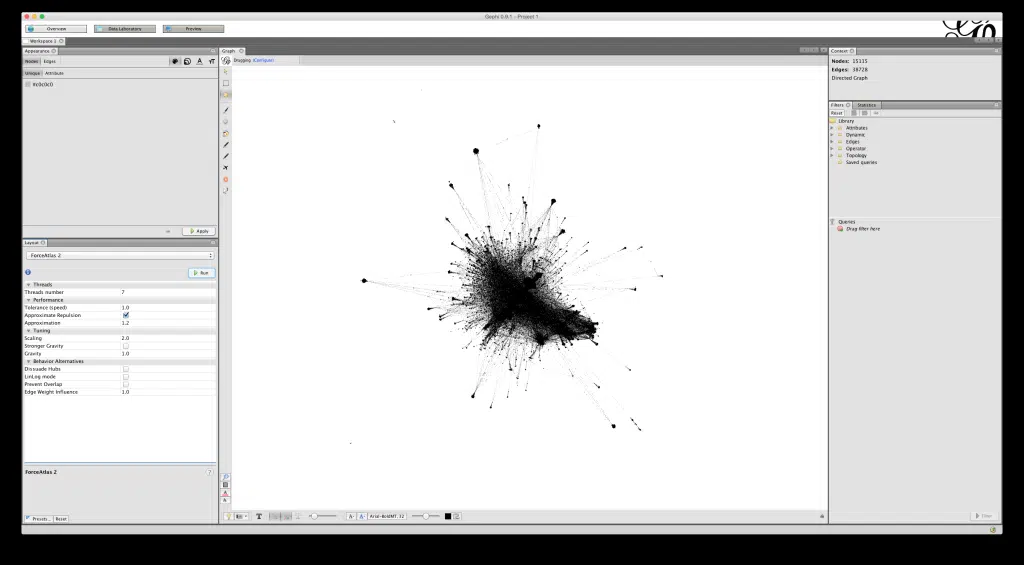 Gephi 0.9.1 - Project 1
Overview
Data Laboratory
Preview
Workspace 1
Appearance
Nodes Edges
Unique Attribute
#c0c0c0
Apply
Layout
ForceAtlas 2
Run
Threads
Threads number 7
Performance
Tolerance (speed) 1.0
Approximate Repulsion
Approximation 1.2
Tuning
Scaling 2.0
Stronger Gravity
Gravity 1.0
Behavior Alternatives
Dissuade Hubs
LinLog mode
Prevent Overlap
Edge Weight Influence 1.0
ForceAtlas 2
Presets... Reset
Graph
Dragging (Configure)
T
A- A- Arial-BoldMT, 32
Context
Nodes: 15135
Edges: 38728
Directed Graph
Filters Statistics
Reset
Library
Attributes
Dynamic
Edges
Operator
Topology
Saved queries
Queries
Drag filter here
Filter